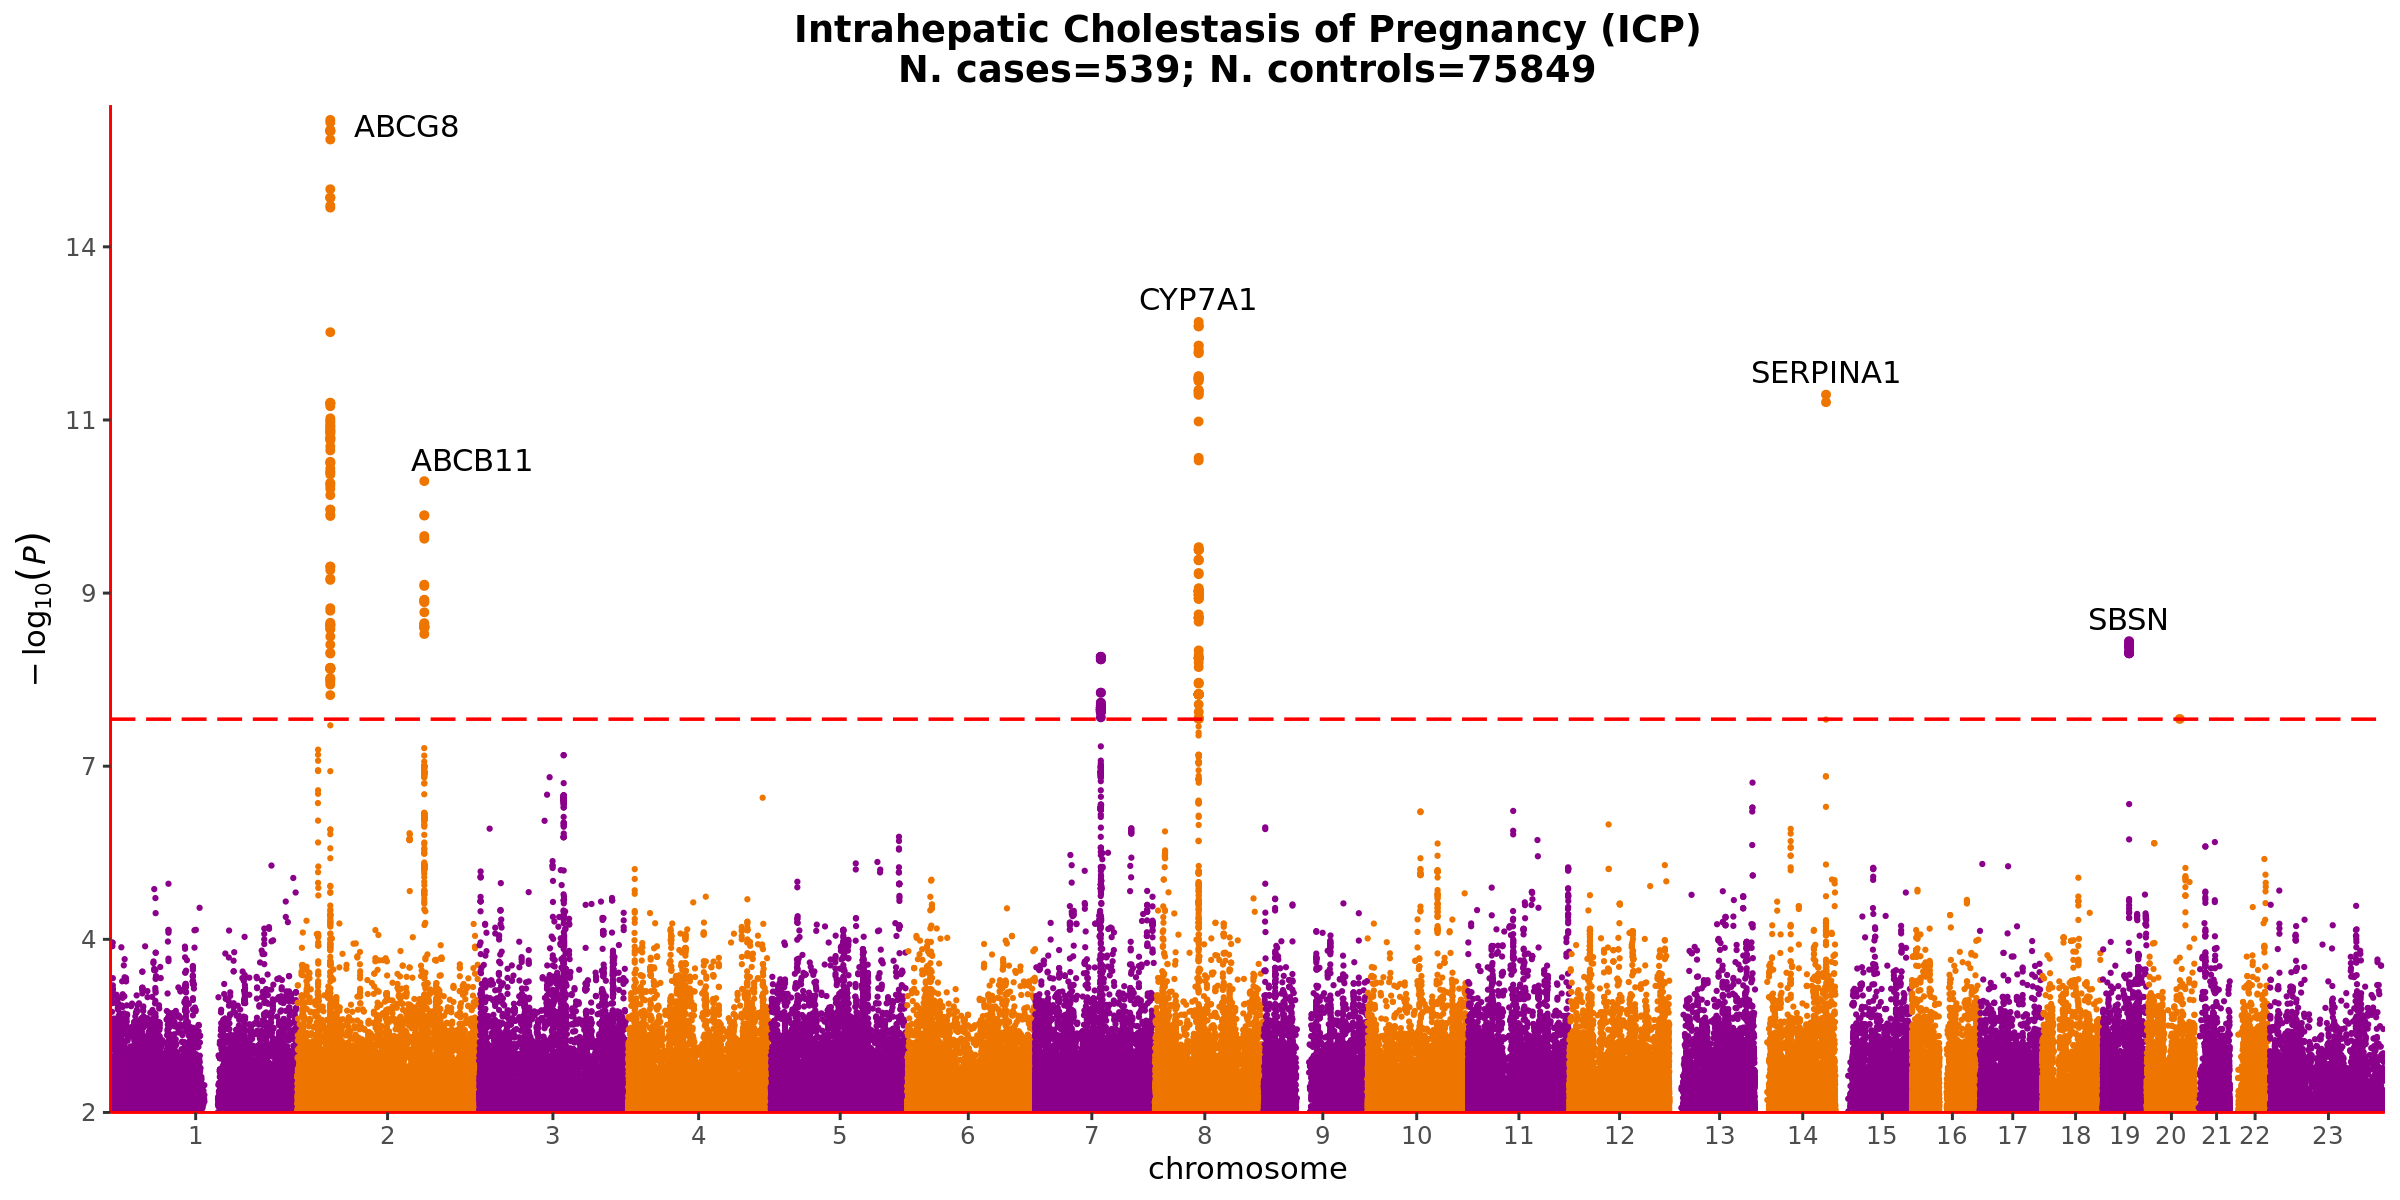 Intrahepatic Cholestasis of Pregnancy (ICP)
N. cases=539; N. controls=75849
ABCG8
14
CYP7A1
SERPINA1
11
ABCB11
−log10(P)
9
SBSN
7
4
2
1 2 3 4 5 6 7 8 9 10 11 12 13 14 15 16 17 18 19 20 21 22 23
chromosome